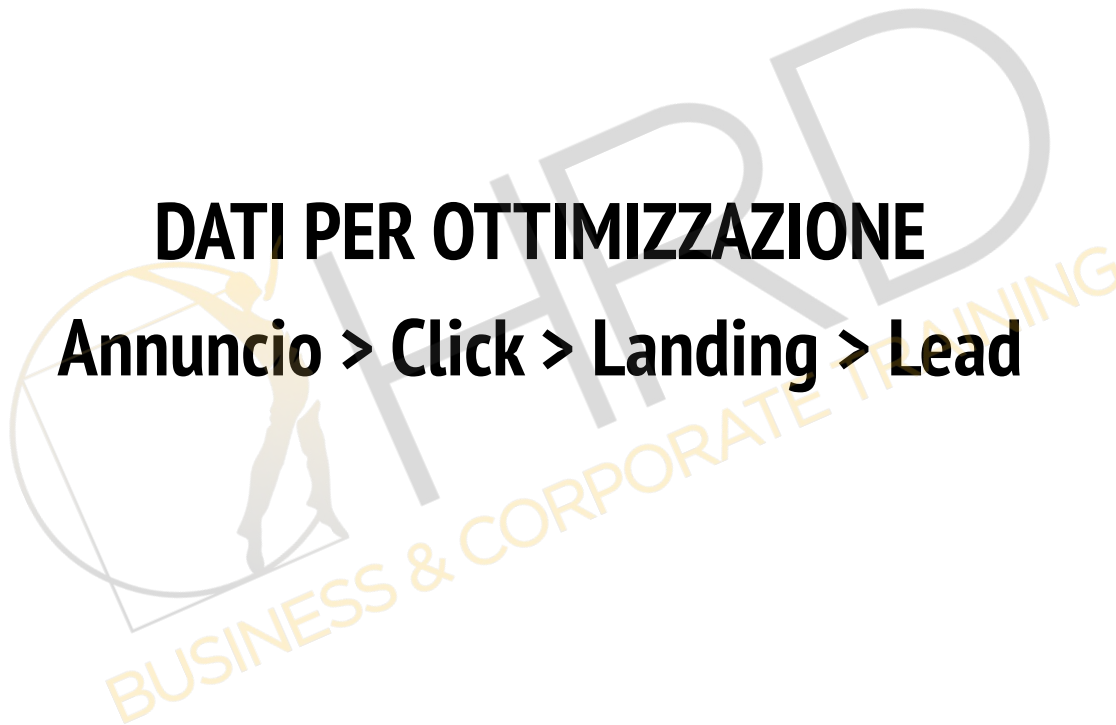 DATI PER OTTIMIZZAZIONE
Annuncio > Click > Landing > Lead
HRD
BUSINESS & CORPORATE TRAINING